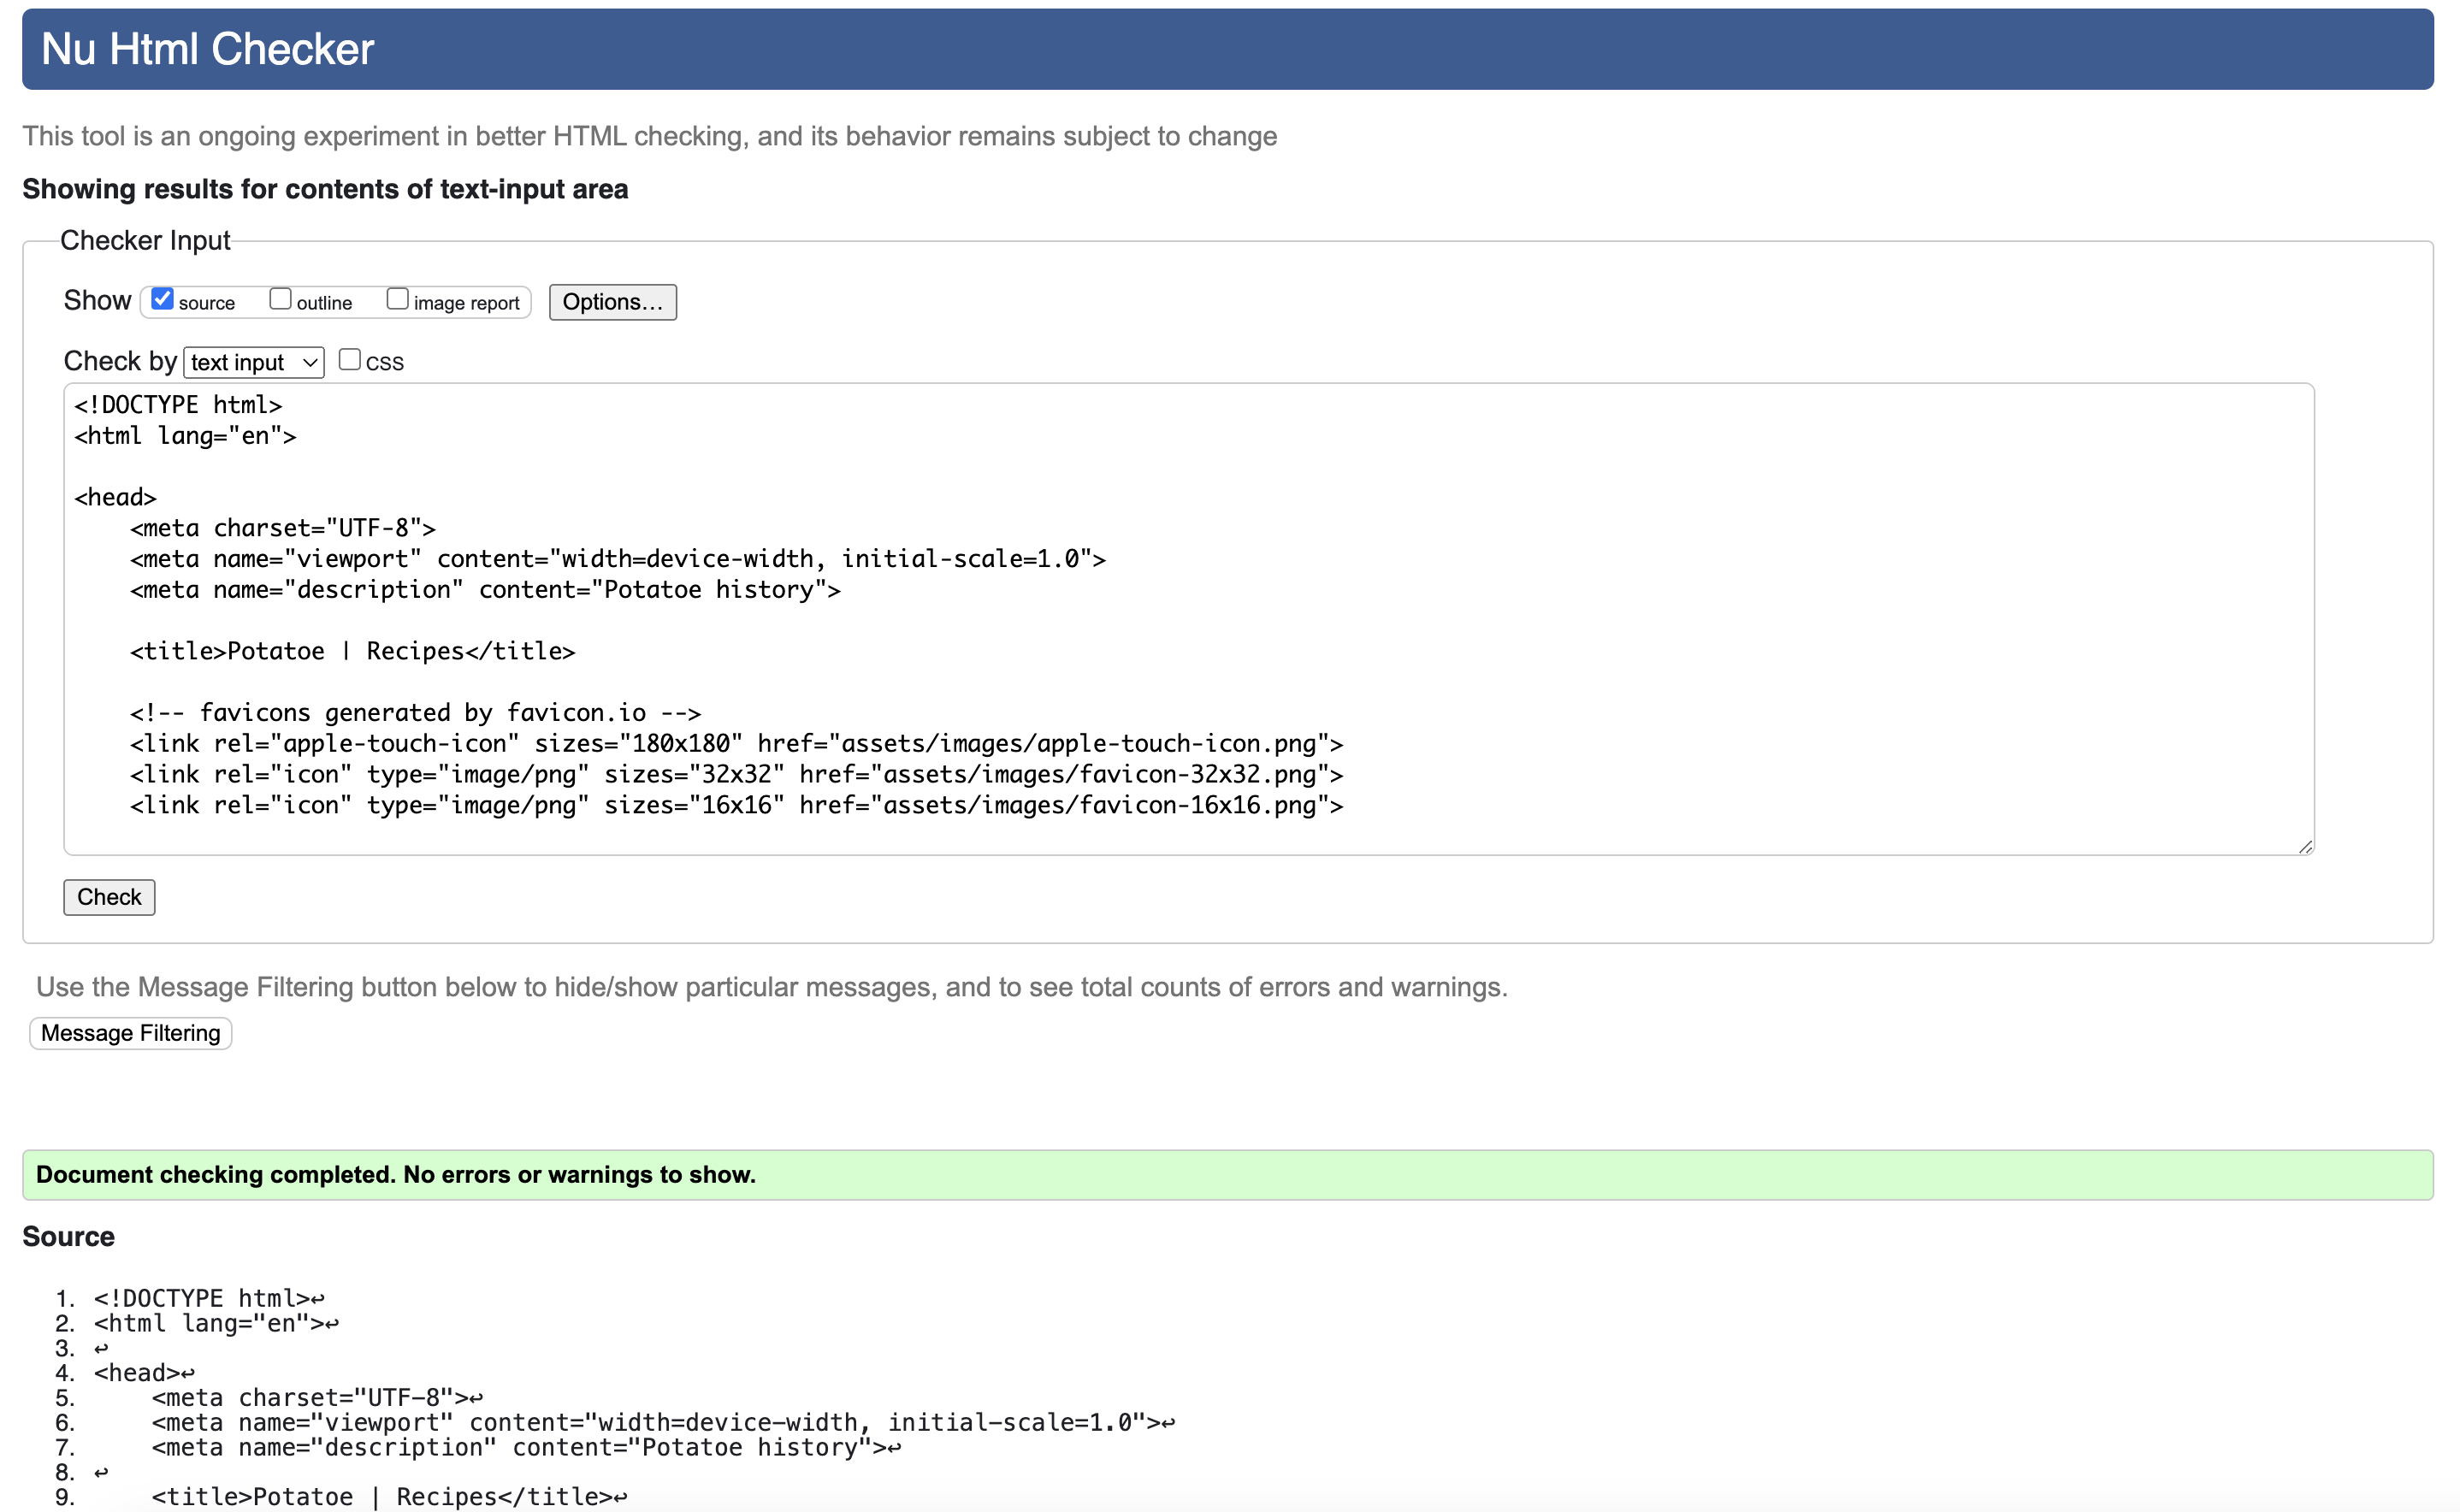 Nu Html Checker
This tool is an ongoing experiment in better HTML checking, and its behavior remains subject to change
Showing results for contents of text-input area
Checker Input
Show source outline image report Options...
Check by text input CSS
<!DOCTYPE html>
<html lang="en">
<head>
    <meta charset="UTF-8">
    <meta name="viewport" content="width=device-width, initial-scale=1.0">
    <meta name="description" content="Potatoe history">
    <title>Potatoe | Recipes</title>
    <!-- favicons generated by favicon.io -->
    <link rel="apple-touch-icon" sizes="180x180" href="assets/images/apple-touch-icon.png">
    <link rel="icon" type="image/png" sizes="32x32" href="assets/images/favicon-32x32.png">
    <link rel="icon" type="image/png" sizes="16x16" href="assets/images/favicon-16x16.png">
Check
Use the Message Filtering button below to hide/show particular messages, and to see total counts of errors and warnings.
Message Filtering
Document checking completed. No errors or warnings to show.
Source
1. <!DOCTYPE html>↩
2. <html lang="en">↩
3. ↩
4. <head>↩
5.     <meta charset="UTF-8">↩
6.     <meta name="viewport" content="width=device-width, initial-scale=1.0">↩
7.     <meta name="description" content="Potatoe history">↩
8. ↩
9.     <title>Potatoe | Recipes</title>↩